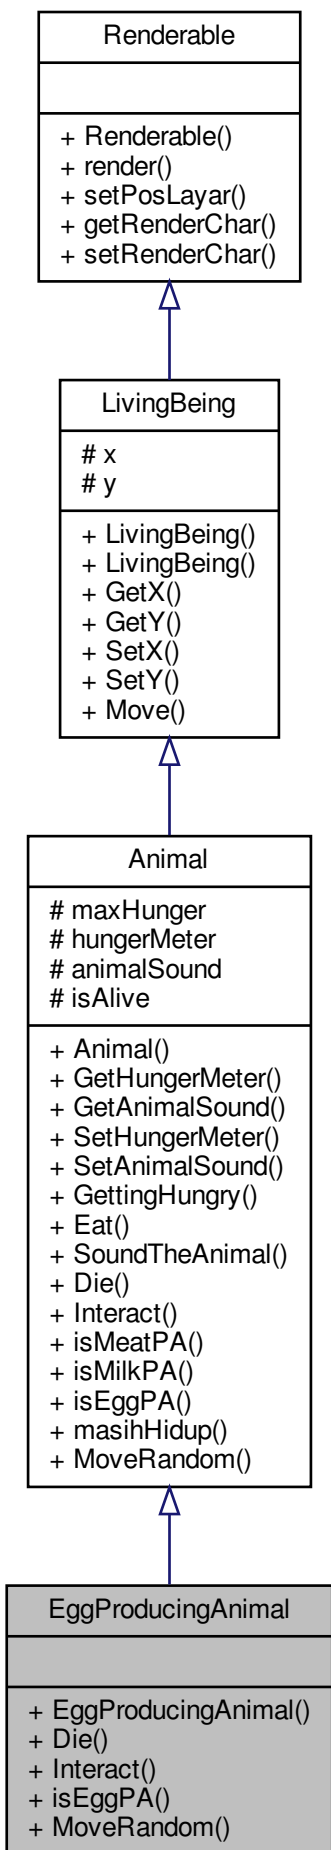 Renderable
+ Renderable()
+ render()
+ setPosLayar()
+ getRenderChar()
+ setRenderChar()
LivingBeing
# x
# y
+ LivingBeing()
+ LivingBeing()
+ GetX()
+ GetY()
+ SetX()
+ SetY()
+ Move()
Animal
# maxHunger
# hungerMeter
# animalSound
# isAlive
+ Animal()
+ GetHungerMeter()
+ GetAnimalSound()
+ SetHungerMeter()
+ SetAnimalSound()
+ GettingHungry()
+ Eat()
+ SoundTheAnimal()
+ Die()
+ Interact()
+ isMeatPA()
+ isMilkPA()
+ isEggPA()
+ masihHidup()
+ MoveRandom()
EggProducingAnimal
+ EggProducingAnimal()
+ Die()
+ Interact()
+ isEggPA()
+ MoveRandom()